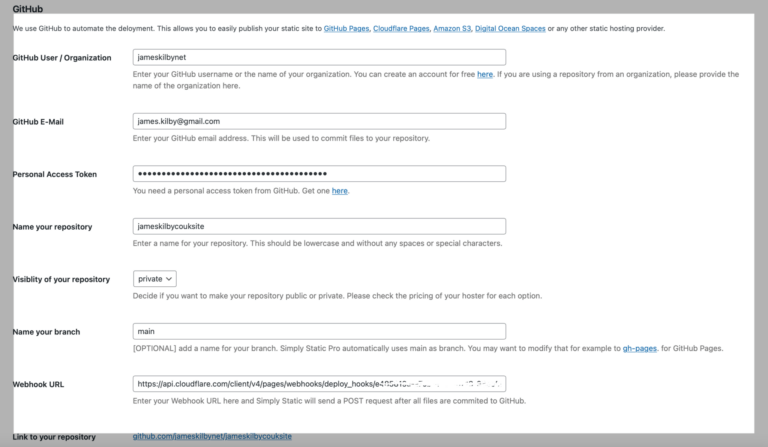 GitHub
We use GitHub to automate the deloyment. This allows you to easily publish your static site to GitHub Pages, Cloudflare Pages, Amazon S3, Digital Ocean Spaces or any other static hosting provider.
GitHub User / Organization
jameskilbynet
Enter your GitHub username or the name of your organization. You can create an account for free here. If you are using a repository from an organization, please provide the
name of the organization here.
GitHub E-Mail
james.kilby@gmail.com
Enter your GitHub email address. This will be used to commit files to your repository.
Personal Access Token
You need a personal access token from GitHub. Get one here.
Name your repository
jameskilbycouksite
Enter a name for your repository. This should be lowercase and without any spaces or special characters.
Visiblity of your repository
private
Decide if you want to make your repository public or private. Please check the pricing of your hoster for each option.
Name your branch
main
[OPTIONAL] add a name for your branch. Simply Static Pro automatically uses main as branch. You may want to modify that for example to gh-pages. for GitHub Pages.
Webhook URL
https://api.cloudflare.com/client/v4/pages/webhooks/deploy_hooks/
Enter your Webhook URL here and Simply Static will send a POST request after all files are commited to GitHub.
Link to your repository
github.com/jameskilbynet/jameskilbycouksite